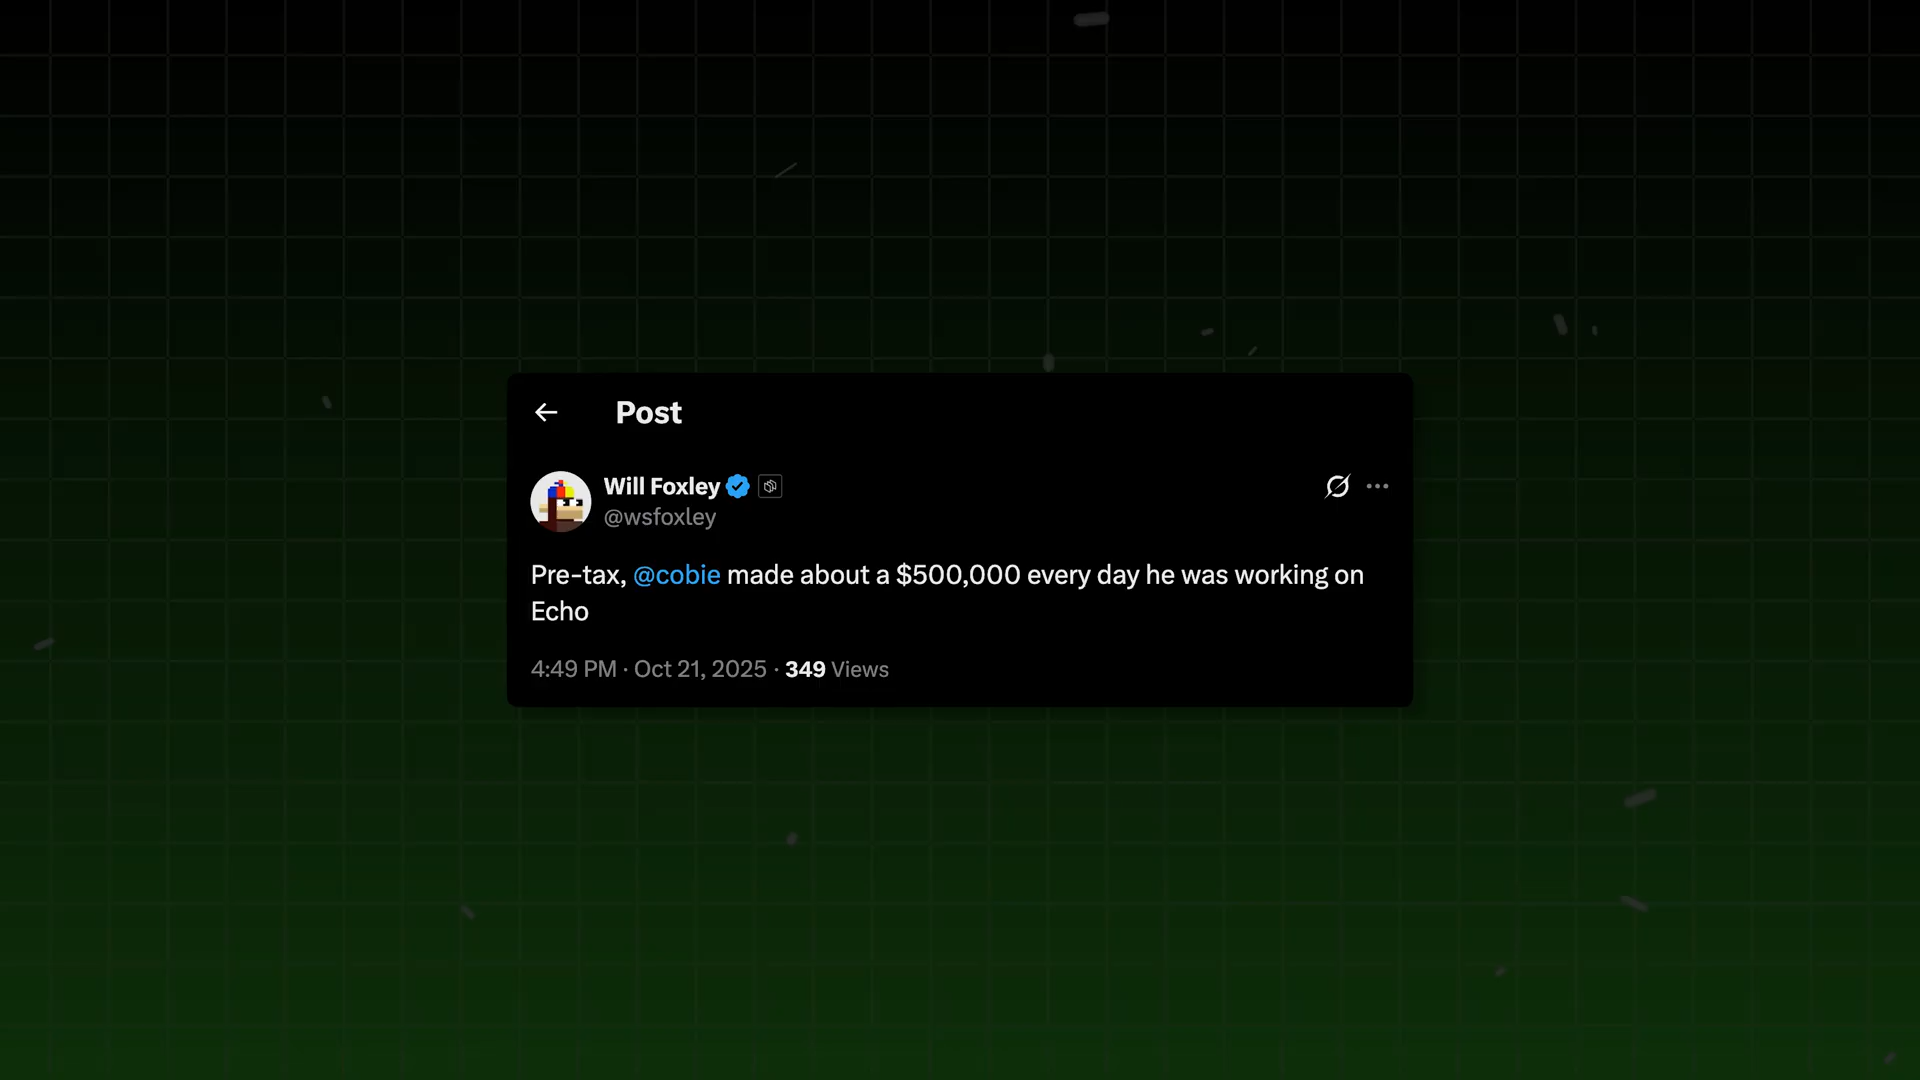 Post
Will Foxley
@wsfoxley
Pre-tax, @cobie made about a $500,000 every day he was working on
Echo
4:49 PM · Oct 21, 2025 · 349 Views